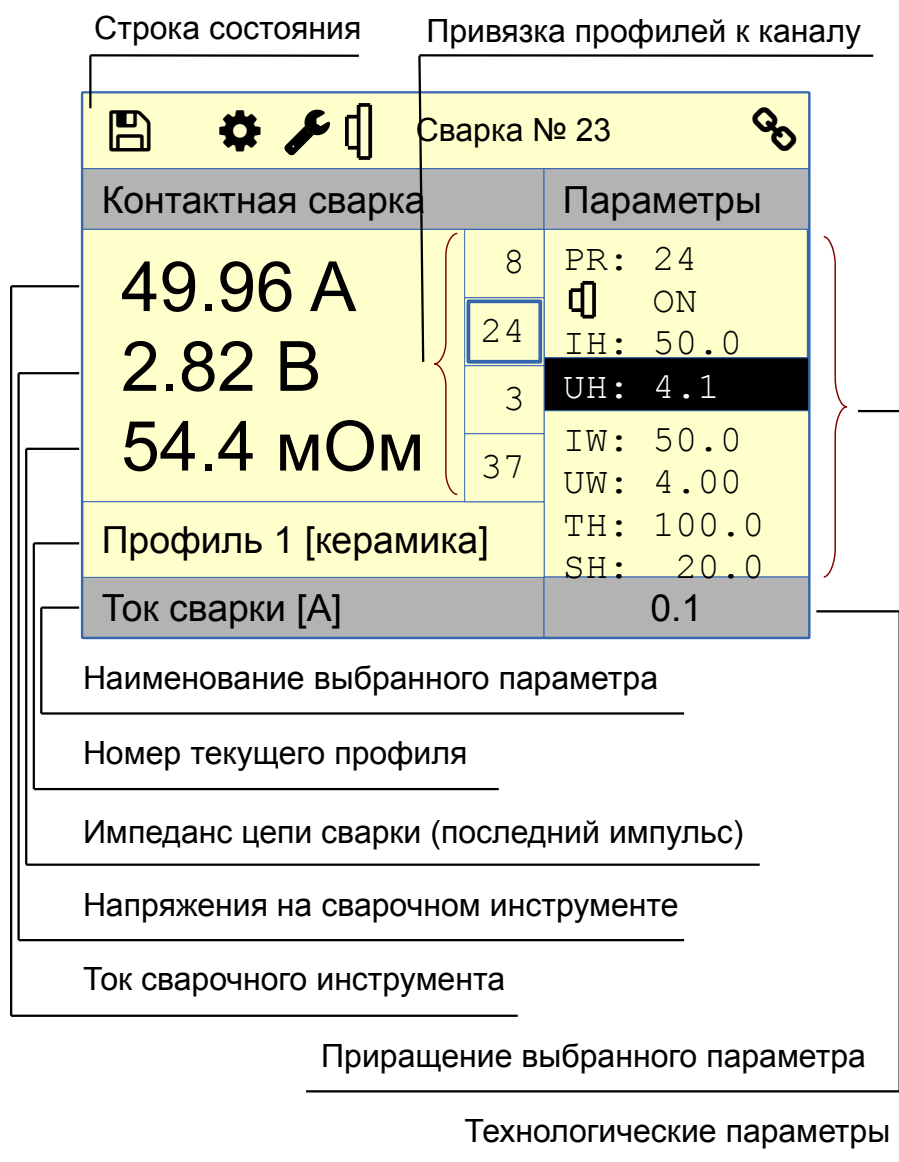 Строка состояния
Привязка профилей к каналу
Сварка № 23
Контактная сварка
Параметры
49.96 А
2.82 В
54.4 мОм
8
24
3
37
PR: 24
ON
IH: 50.0
UH: 4.1
IW: 50.0
UW: 4.00
TH: 100.0
SH: 20.0
Профиль 1 [керамика]
Ток сварки [А]
0.1
Наименование выбранного параметра
Номер текущего профиля
Импеданс цепи сварки (последний импульс)
Напряжения на сварочном инструменте
Ток сварочного инструмента
Приращение выбранного параметра
Технологические параметры